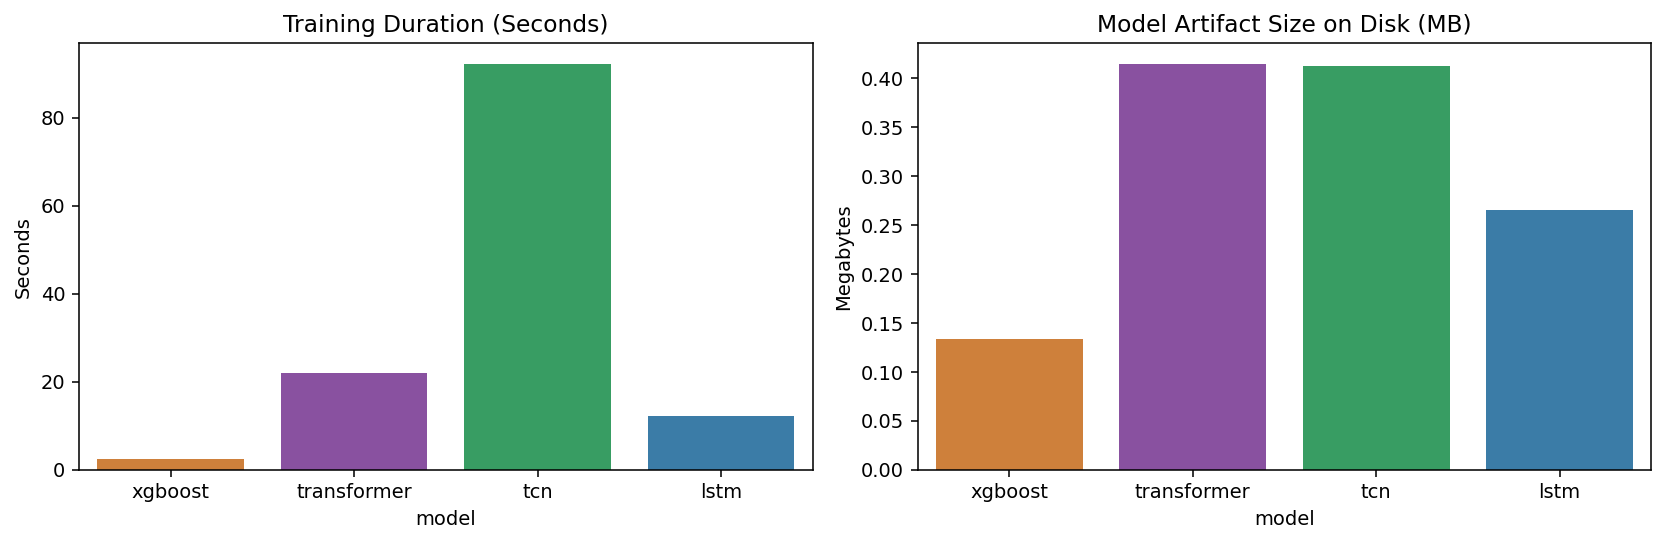 Training Duration (Seconds)
Seconds
80
60
40
20
0
xgboost transformer tcn lstm
model
Model Artifact Size on Disk (MB)
Megabytes
0.40
0.35
0.30
0.25
0.20
0.15
0.10
0.05
0.00
xgboost transformer tcn lstm
model